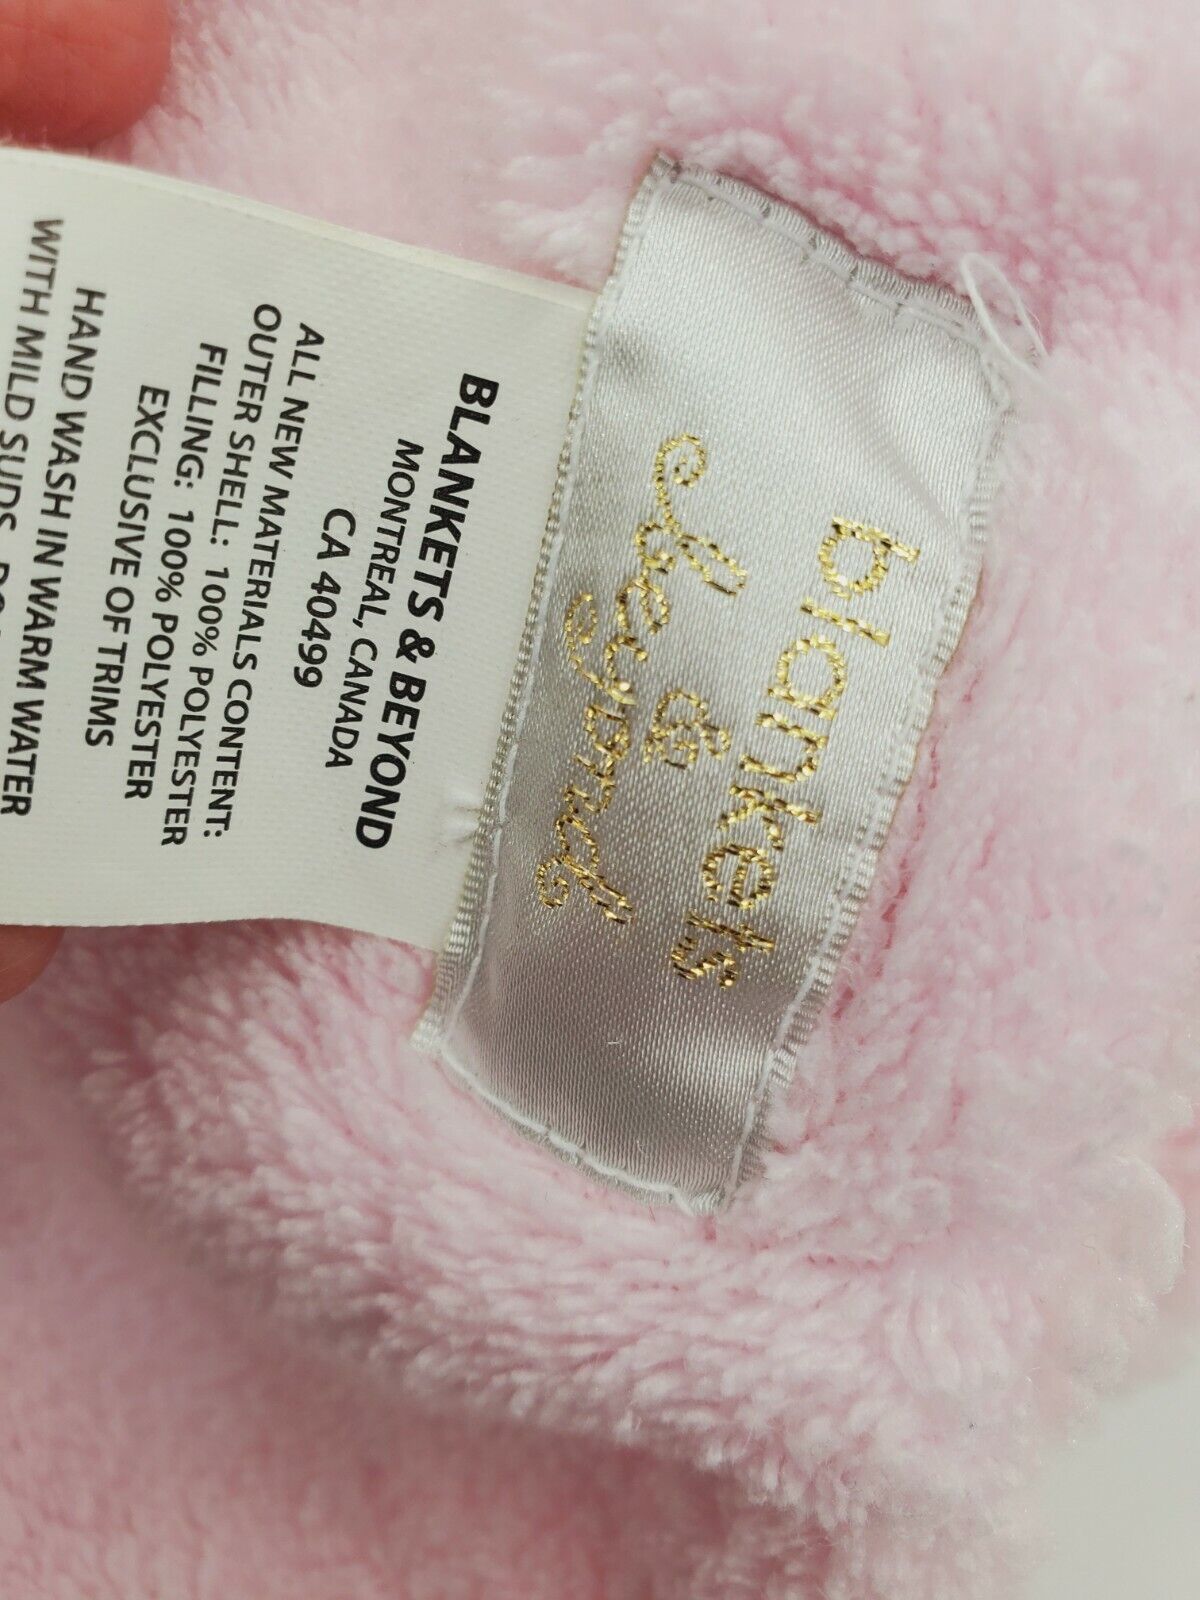 blankets
&
beyond
BLANKETS & BEYOND
MONTREAL, CANADA
CA 40499
ALL NEW MATERIALS CONTENT:
OUTER SHELL: 100% POLYESTER
FILLING: 100% POLYESTER
EXCLUSIVE OF TRIMS
HAND WASH IN WARM WATER
WITH MILD SUDS.